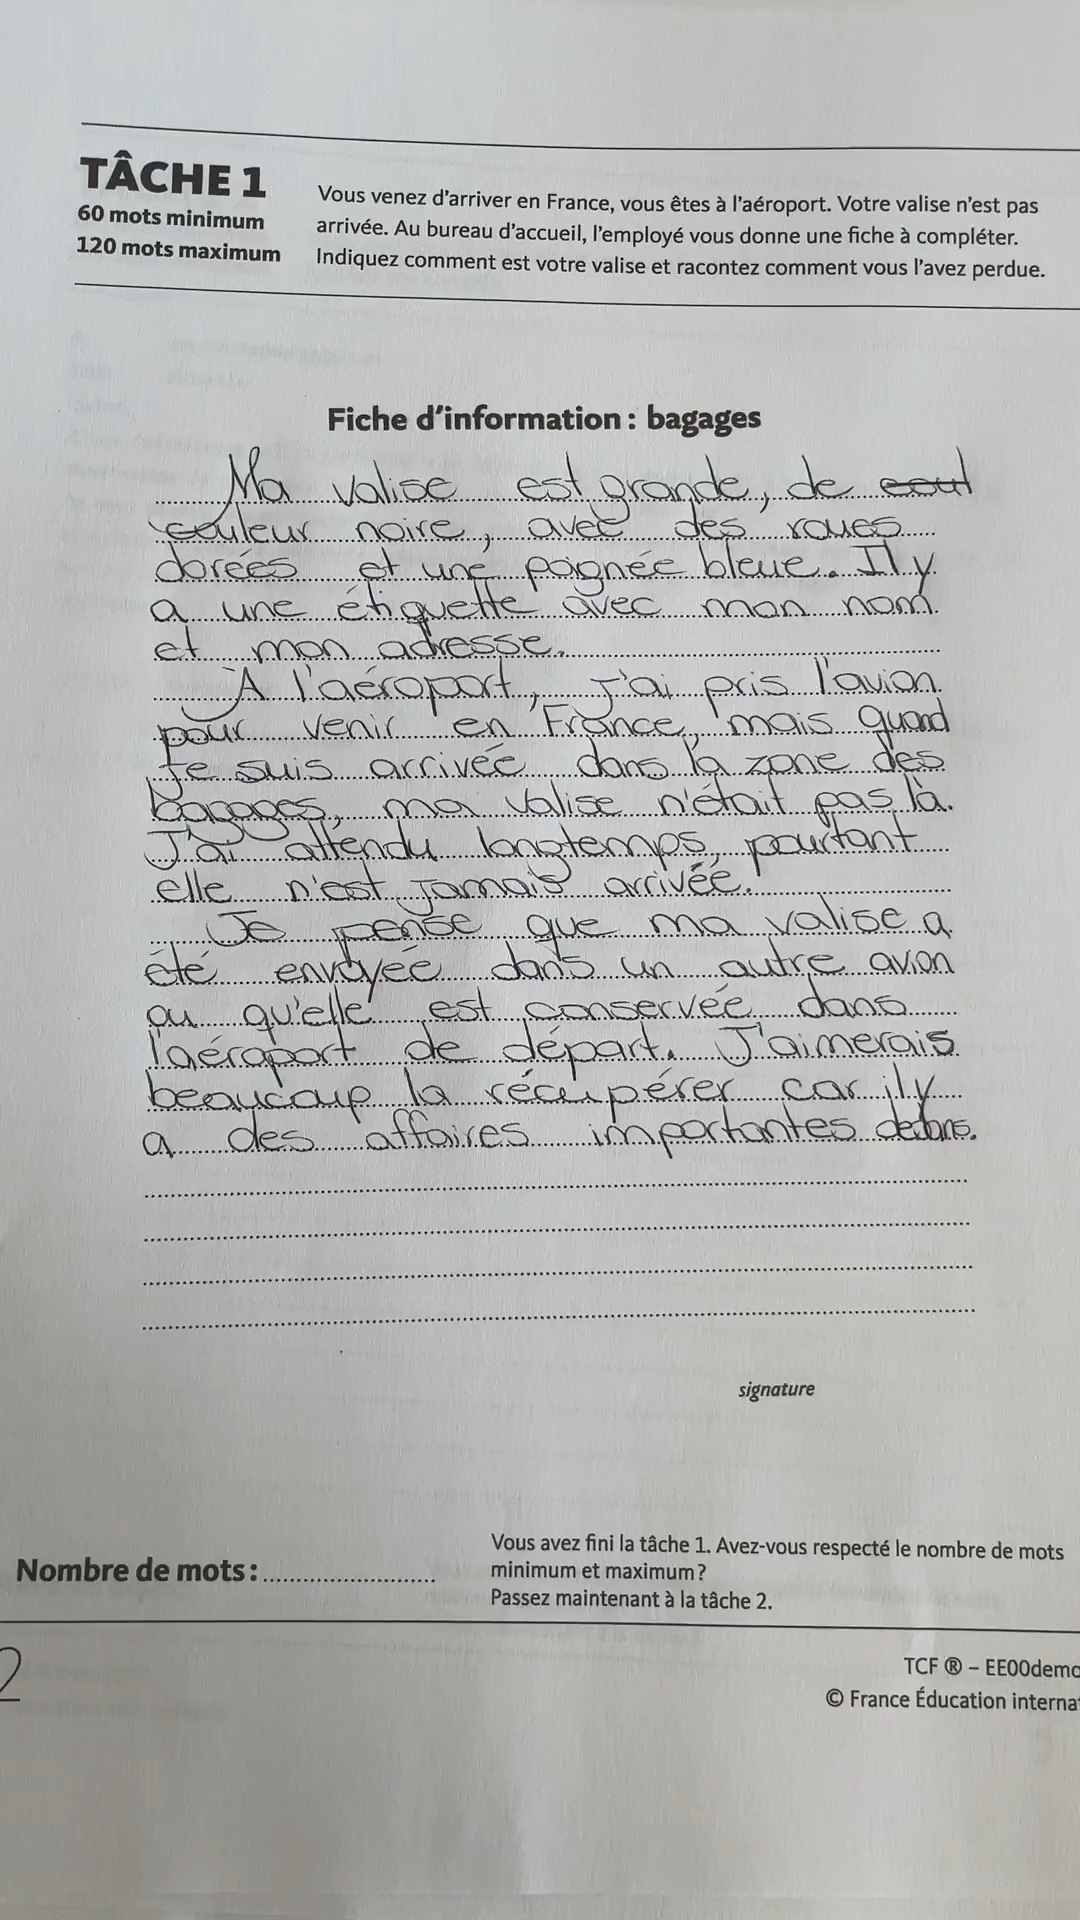 TÂCHE 1
60 mots minimum
120 mots maximum
Vous venez d'arriver en France, vous êtes à l'aéroport. Votre valise n'est pas
arrivée. Au bureau d'accueil, l'employé vous donne une fiche à compléter.
Indiquez comment est votre valise et racontez comment vous l'avez perdue.
Fiche d'information : bagages
Ma valise est grande, de coul
couleur noire, avec des roues
dorées et une poignée bleue. Il y
a une étiquette avec mon nom
et mon adresse.
À l'aéroport, j'ai pris l'avion
pour venir en France, mais quand
je suis arrivée dans la zone des
bagages, ma valise n'était pas là.
J'ai attendu longtemps, pourtant
elle n'est jamais arrivée.
Je pense que ma valise a
été envoyée dans un autre avion
ou qu'elle est conservée dans
l'aéroport de départ. J'aimerais
beaucoup la récupérer car il y
a des affaires importantes dedans.
signature
Nombre de mots :
Vous avez fini la tâche 1. Avez-vous respecté le nombre de mots
minimum et maximum ?
Passez maintenant à la tâche 2.
2
TCF ® – EE00demo
© France Éducation interna